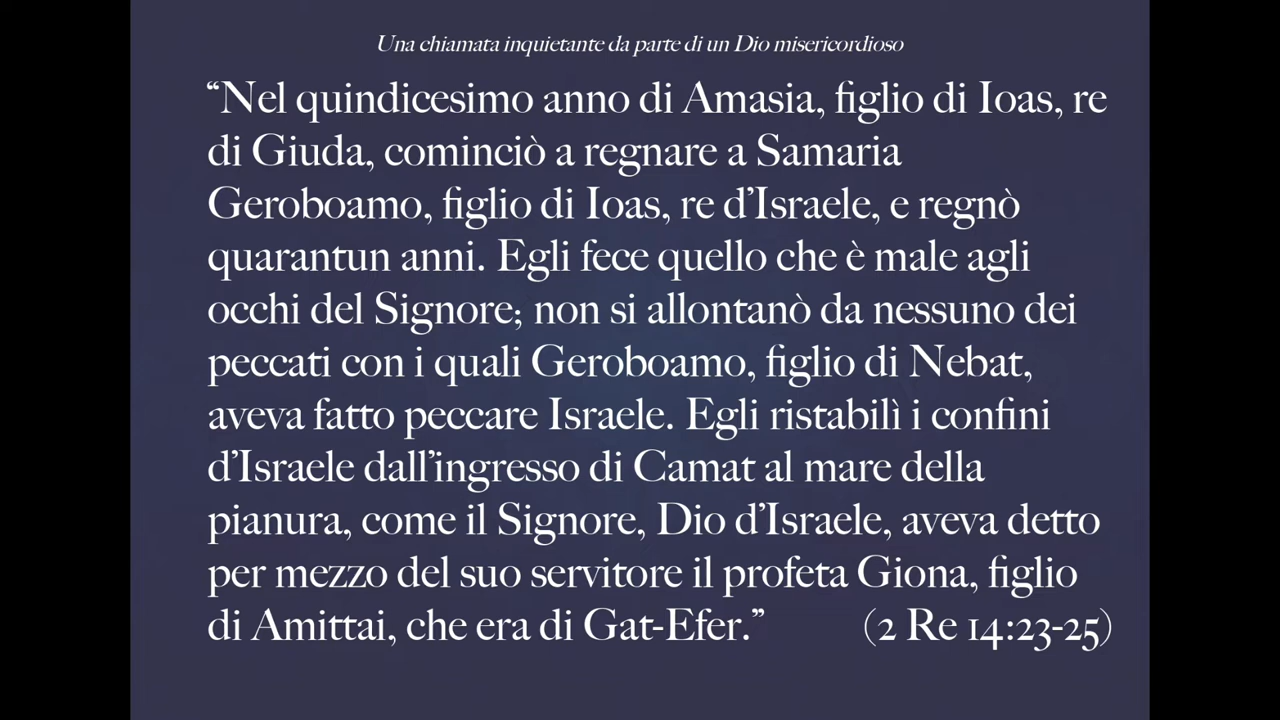 Una chiamata inquietante da parte di un Dio misericordioso
“Nel quindicesimo anno di Amasia, figlio di Ioas, re
di Giuda, cominciò a regnare a Samaria
Geroboamo, figlio di Ioas, re d’Israele, e regnò
quarantun anni. Egli fece quello che è male agli
occhi del Signore; non si allontanò da nessuno dei
peccati con i quali Geroboamo, figlio di Nebat,
aveva fatto peccare Israele. Egli ristabilì i confini
d’Israele dall’ingresso di Camat al mare della
pianura, come il Signore, Dio d’Israele, aveva detto
per mezzo del suo servitore il profeta Giona, figlio
di Amittai, che era di Gat-Efer.” (2 Re 14:23-25)